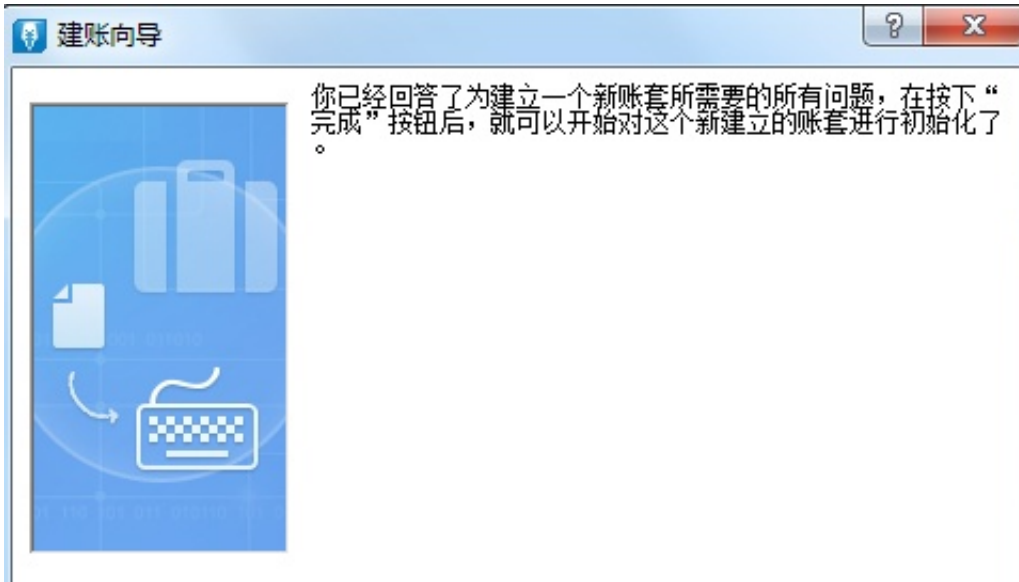 建账向导
你已经回答了为建立一个新账套所需要的所有问题，在按下“
完成”按钮后，就可以开始对这个新建立的账套进行初始化了
。